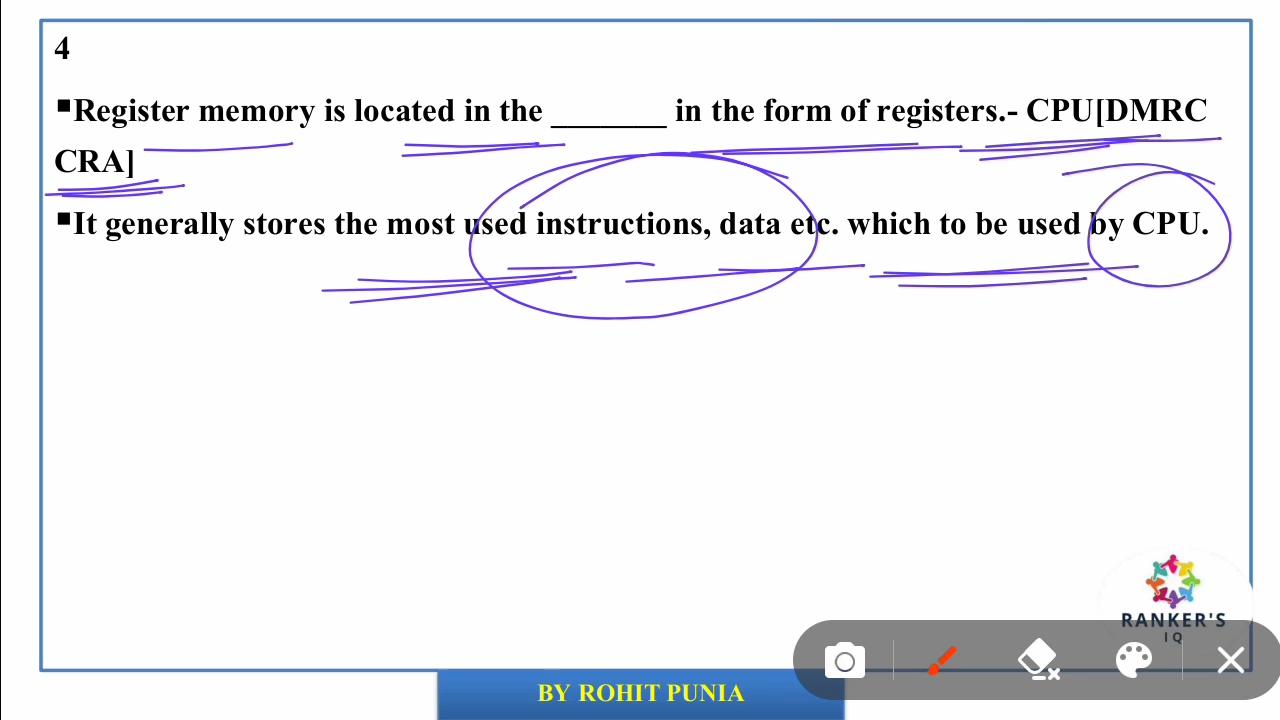 4
▪Register memory is located in the _______ in the form of registers.- CPU[DMRC
CRA]
▪It generally stores the most used instructions, data etc. which to be used by CPU.
RANKER'S
IQ
BY ROHIT PUNIA